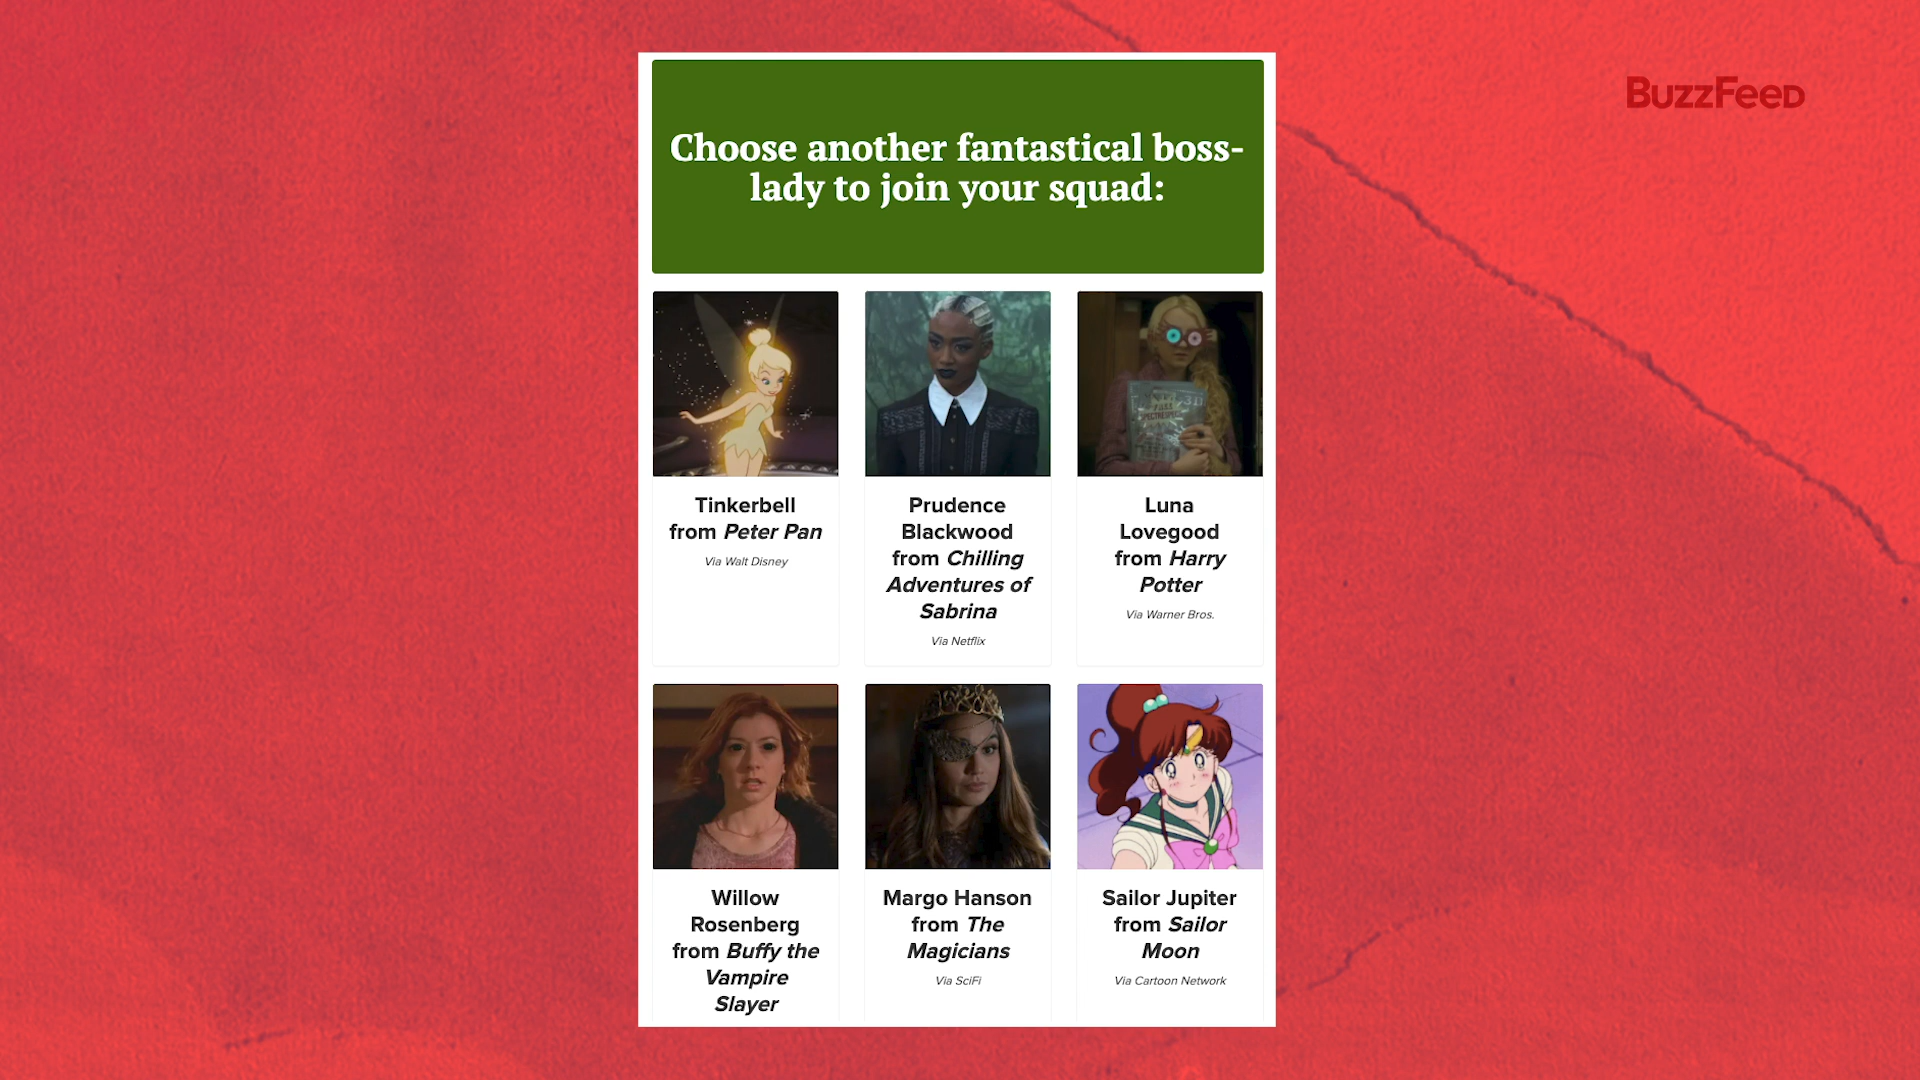 BuzzFeed
Choose another fantastical boss-
lady to join your squad:
Tinkerbell
from Peter Pan
Via Walt Disney
Prudence
Blackwood
from Chilling
Adventures of
Sabrina
Via Netflix
Luna
Lovegood
from Harry
Potter
Via Warner Bros.
Willow
Rosenberg
from Buffy the
Vampire
Slayer
Margo Hanson
from The
Magicians
Via SciFi
Sailor Jupiter
from Sailor
Moon
Via Cartoon Network